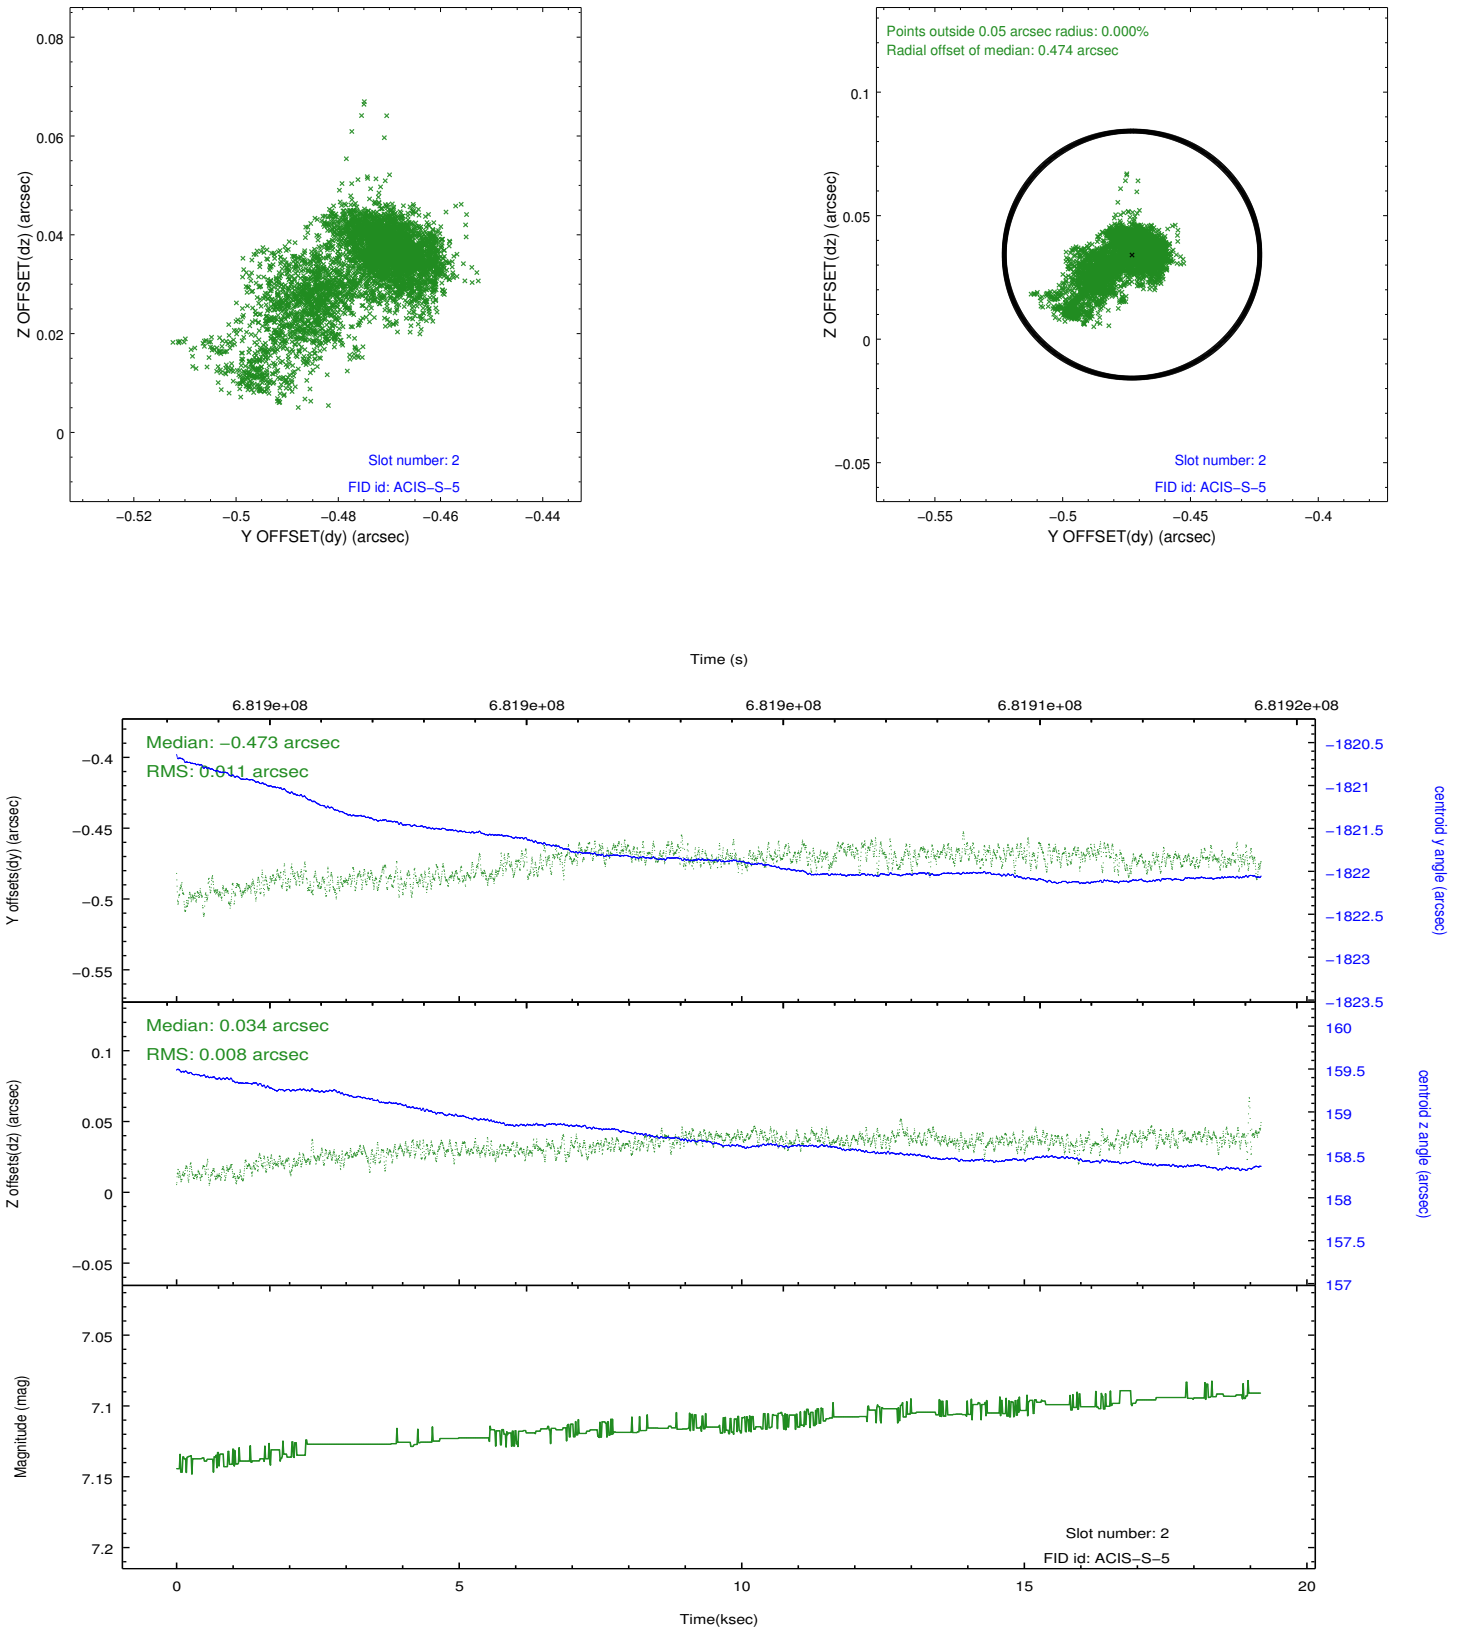 0.08
0.06
0.04
0.02
0
Z OFFSET(dz) (arcsec)
Slot number: 2
FID id: ACIS−S−5
−0.52
−0.5
−0.48
−0.46
−0.44
Y OFFSET(dy) (arcsec)
Points outside 0.05 arcsec radius: 0.000%
Radial offset of median: 0.474 arcsec
0.1
0.05
0
−0.05
Z OFFSET(dz) (arcsec)
Slot number: 2
FID id: ACIS−S−5
−0.55
−0.5
−0.45
−0.4
Y OFFSET(dy) (arcsec)
Time (s)
6.819e+08
6.819e+08
6.819e+08
6.8191e+08
6.8192e+08
Median: −0.473 arcsec
RMS: 0.011 arcsec
−0.4
−0.45
−0.5
−0.55
Y offsets(dy) (arcsec)
−1820.5
−1821
−1821.5
−1822
−1822.5
−1823
−1823.5
centroid y angle (arcsec)
Median: 0.034 arcsec
RMS: 0.008 arcsec
0.1
0.05
0
−0.05
Z offsets(dz) (arcsec)
160
159.5
159
158.5
158
157.5
157
centroid z angle (arcsec)
7.05
7.1
7.15
7.2
Magnitude (mag)
Slot number: 2
FID id: ACIS−S−5
0
5
10
15
20
Time(ksec)